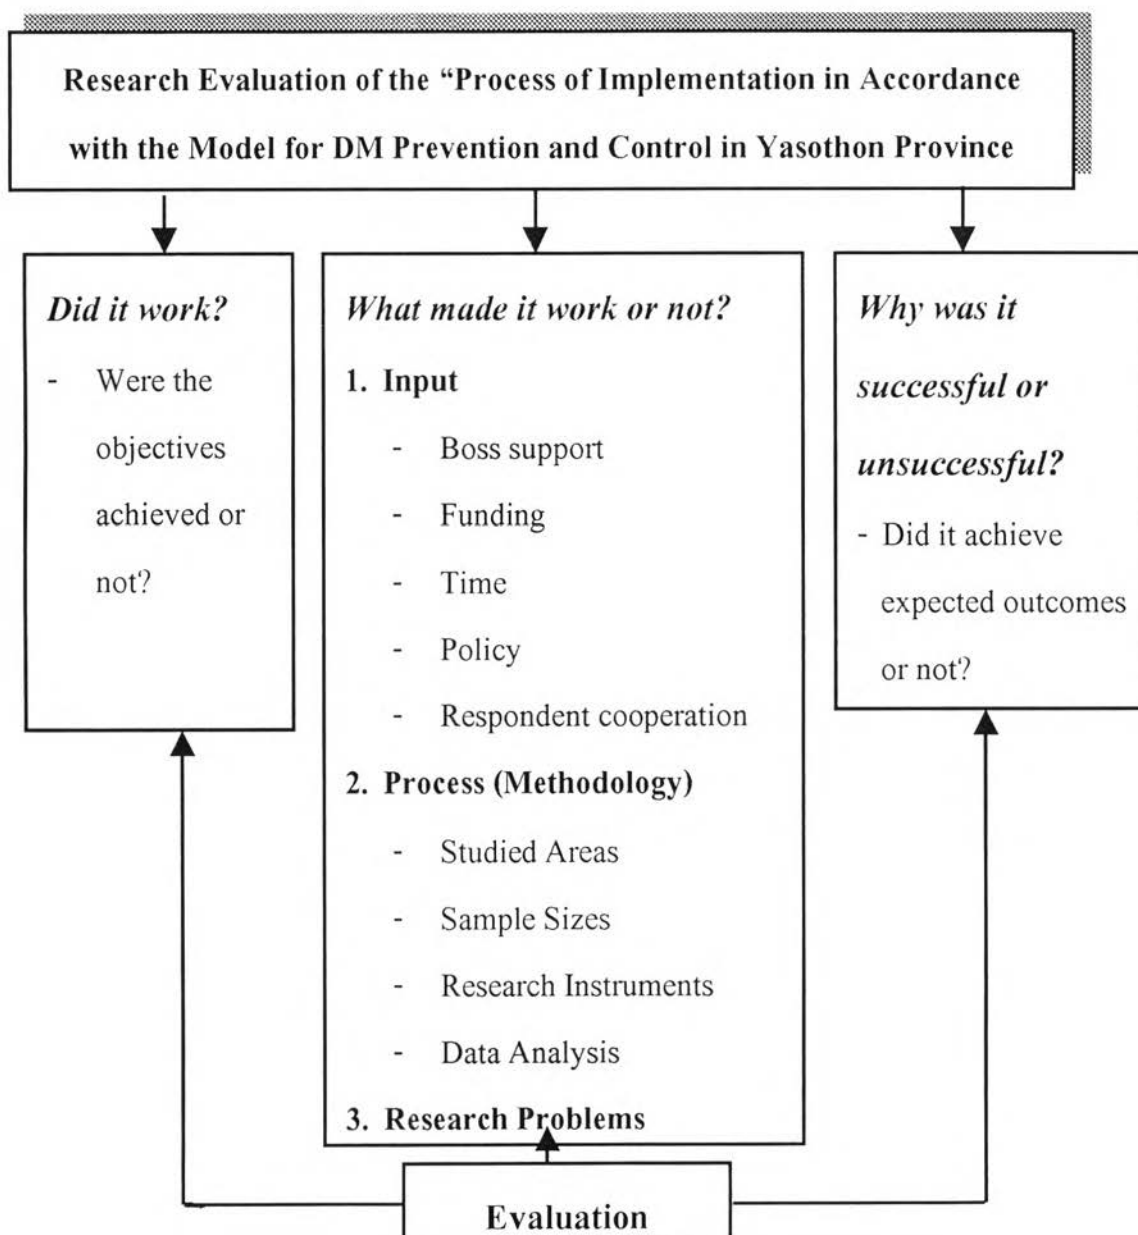 Research Evaluation of the “Process of Implementation in Accordance
with the Model for DM Prevention and Control in Yasothon Province
Did it work?
- Were the
objectives
achieved or
not?
What made it work or not?
1. Input
- Boss support
- Funding
- Time
- Policy
- Respondent cooperation
2. Process (Methodology)
- Studied Areas
- Sample Sizes
- Research Instruments
- Data Analysis
3. Research Problems
Why was it
successful or
unsuccessful?
- Did it achieve
expected outcomes
or not?
Evaluation